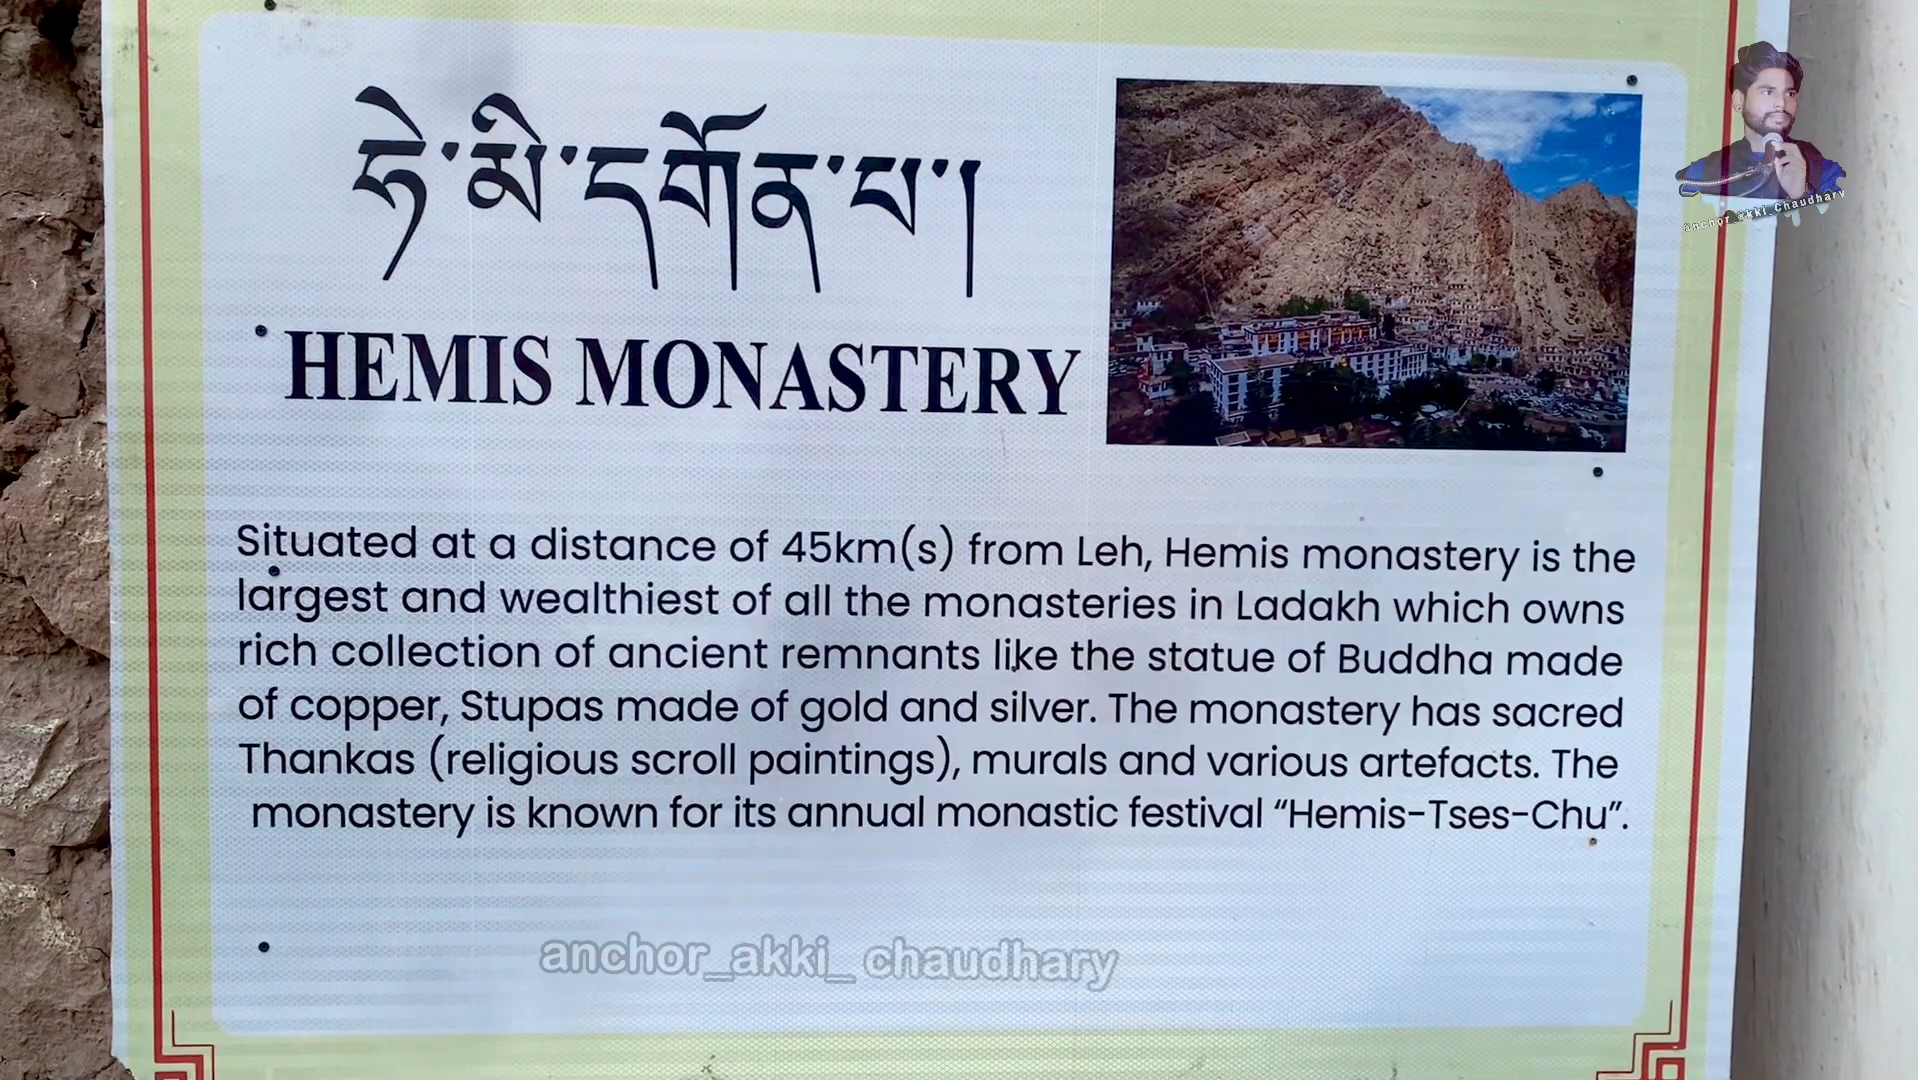 ཧེ་མི་དགོན་པ་།
HEMIS MONASTERY
Situated at a distance of 45km(s) from Leh, Hemis monastery is the
largest and wealthiest of all the monasteries in Ladakh which owns
rich collection of ancient remnants like the statue of Buddha made
of copper, Stupas made of gold and silver. The monastery has sacred
Thankas (religious scroll paintings), murals and various artefacts. The
monastery is known for its annual monastic festival “Hemis-Tses-Chu”.
anchor_akki_chaudhary
@nchor_@kki_Chaudhary